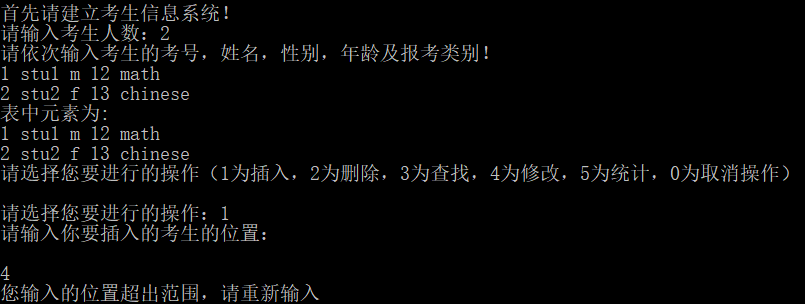 首先请建立考生信息系统！
请输入考生人数：2
请依次输入考生的考号，姓名，性别，年龄及报考类别！
1 stu1 m 12 math
2 stu2 f 13 chinese
表中元素为:
1 stu1 m 12 math
2 stu2 f 13 chinese
请选择您要进行的操作（1为插入，2为删除，3为查找，4为修改，5为统计，0为取消操作）
请选择您要进行的操作：1
请输入你要插入的考生的位置：
4
您输入的位置超出范围，请重新输入